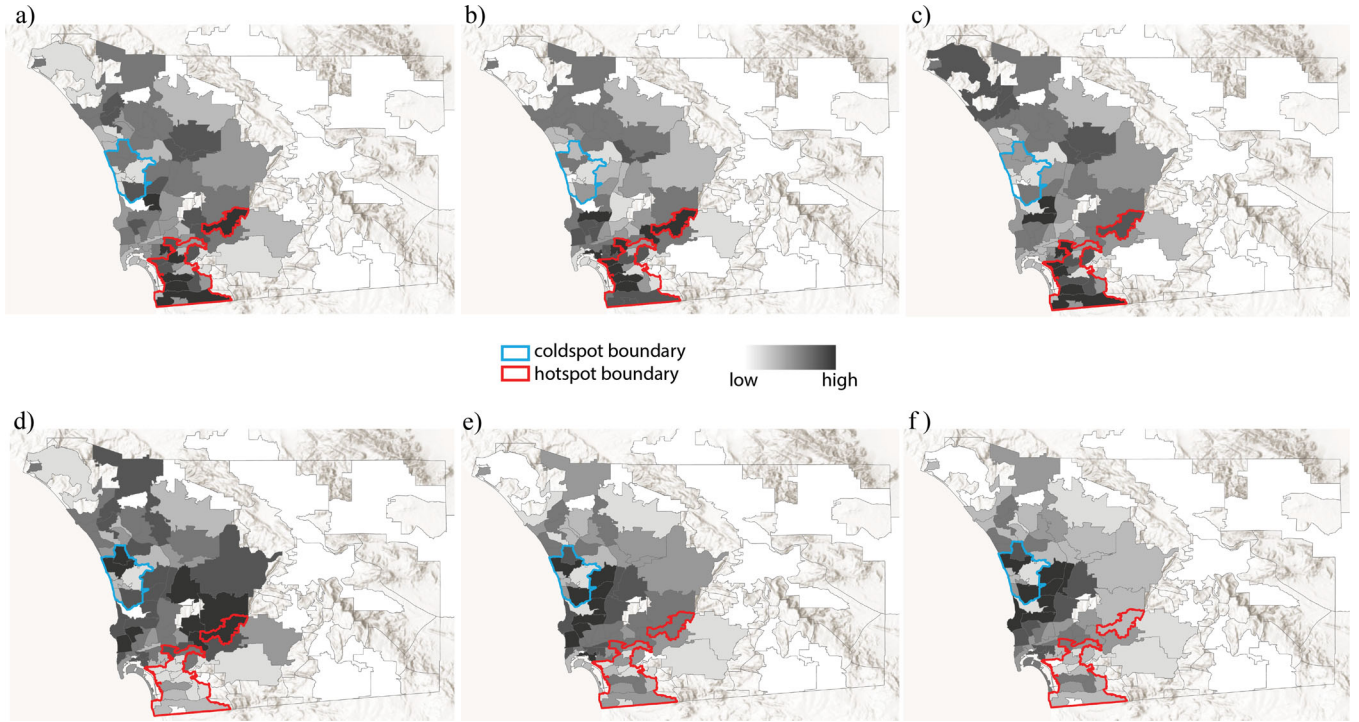 a)
b)
c)
coldspot boundary
hotspot boundary
low
high
d)
e)
f)